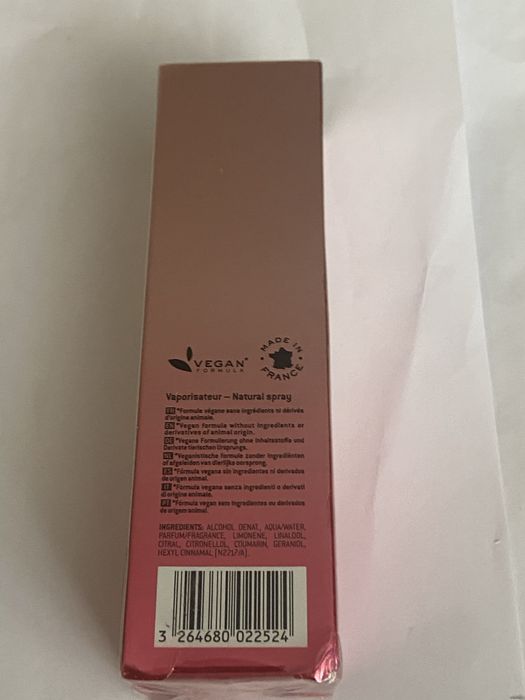 VEGAN*
FORMULA
MADE IN
FRANCE
Vaporisateur – Natural spray
FR *Formule végane sans ingrédients ni dérivés
d'origine animale.
EN *Vegan formula without ingredients or
derivatives of animal origin.
DE *Vegane Formulierung ohne Inhaltsstoffe und
Derivate tierischen Ursprungs.
NL *Veganistische formule zonder ingrediënten
of afgeleiden van dierlijke oorsprong.
ES *Fórmula vegana sin ingredientes ni derivados
de origen animal.
IT *Formula vegana senza ingredienti o derivati
di origine animale.
PT *Fórmula vegan sem ingredientes ou derivados
de origem animal.
INGREDIENTS: ALCOHOL DENAT., AQUA/WATER,
PARFUM/FRAGRANCE, LIMONENE, LINALOOL,
CITRAL, CITRONELLOL, COUMARIN, GERANIOL,
HEXYL CINNAMAL [N2217/A].
3 264680 022524